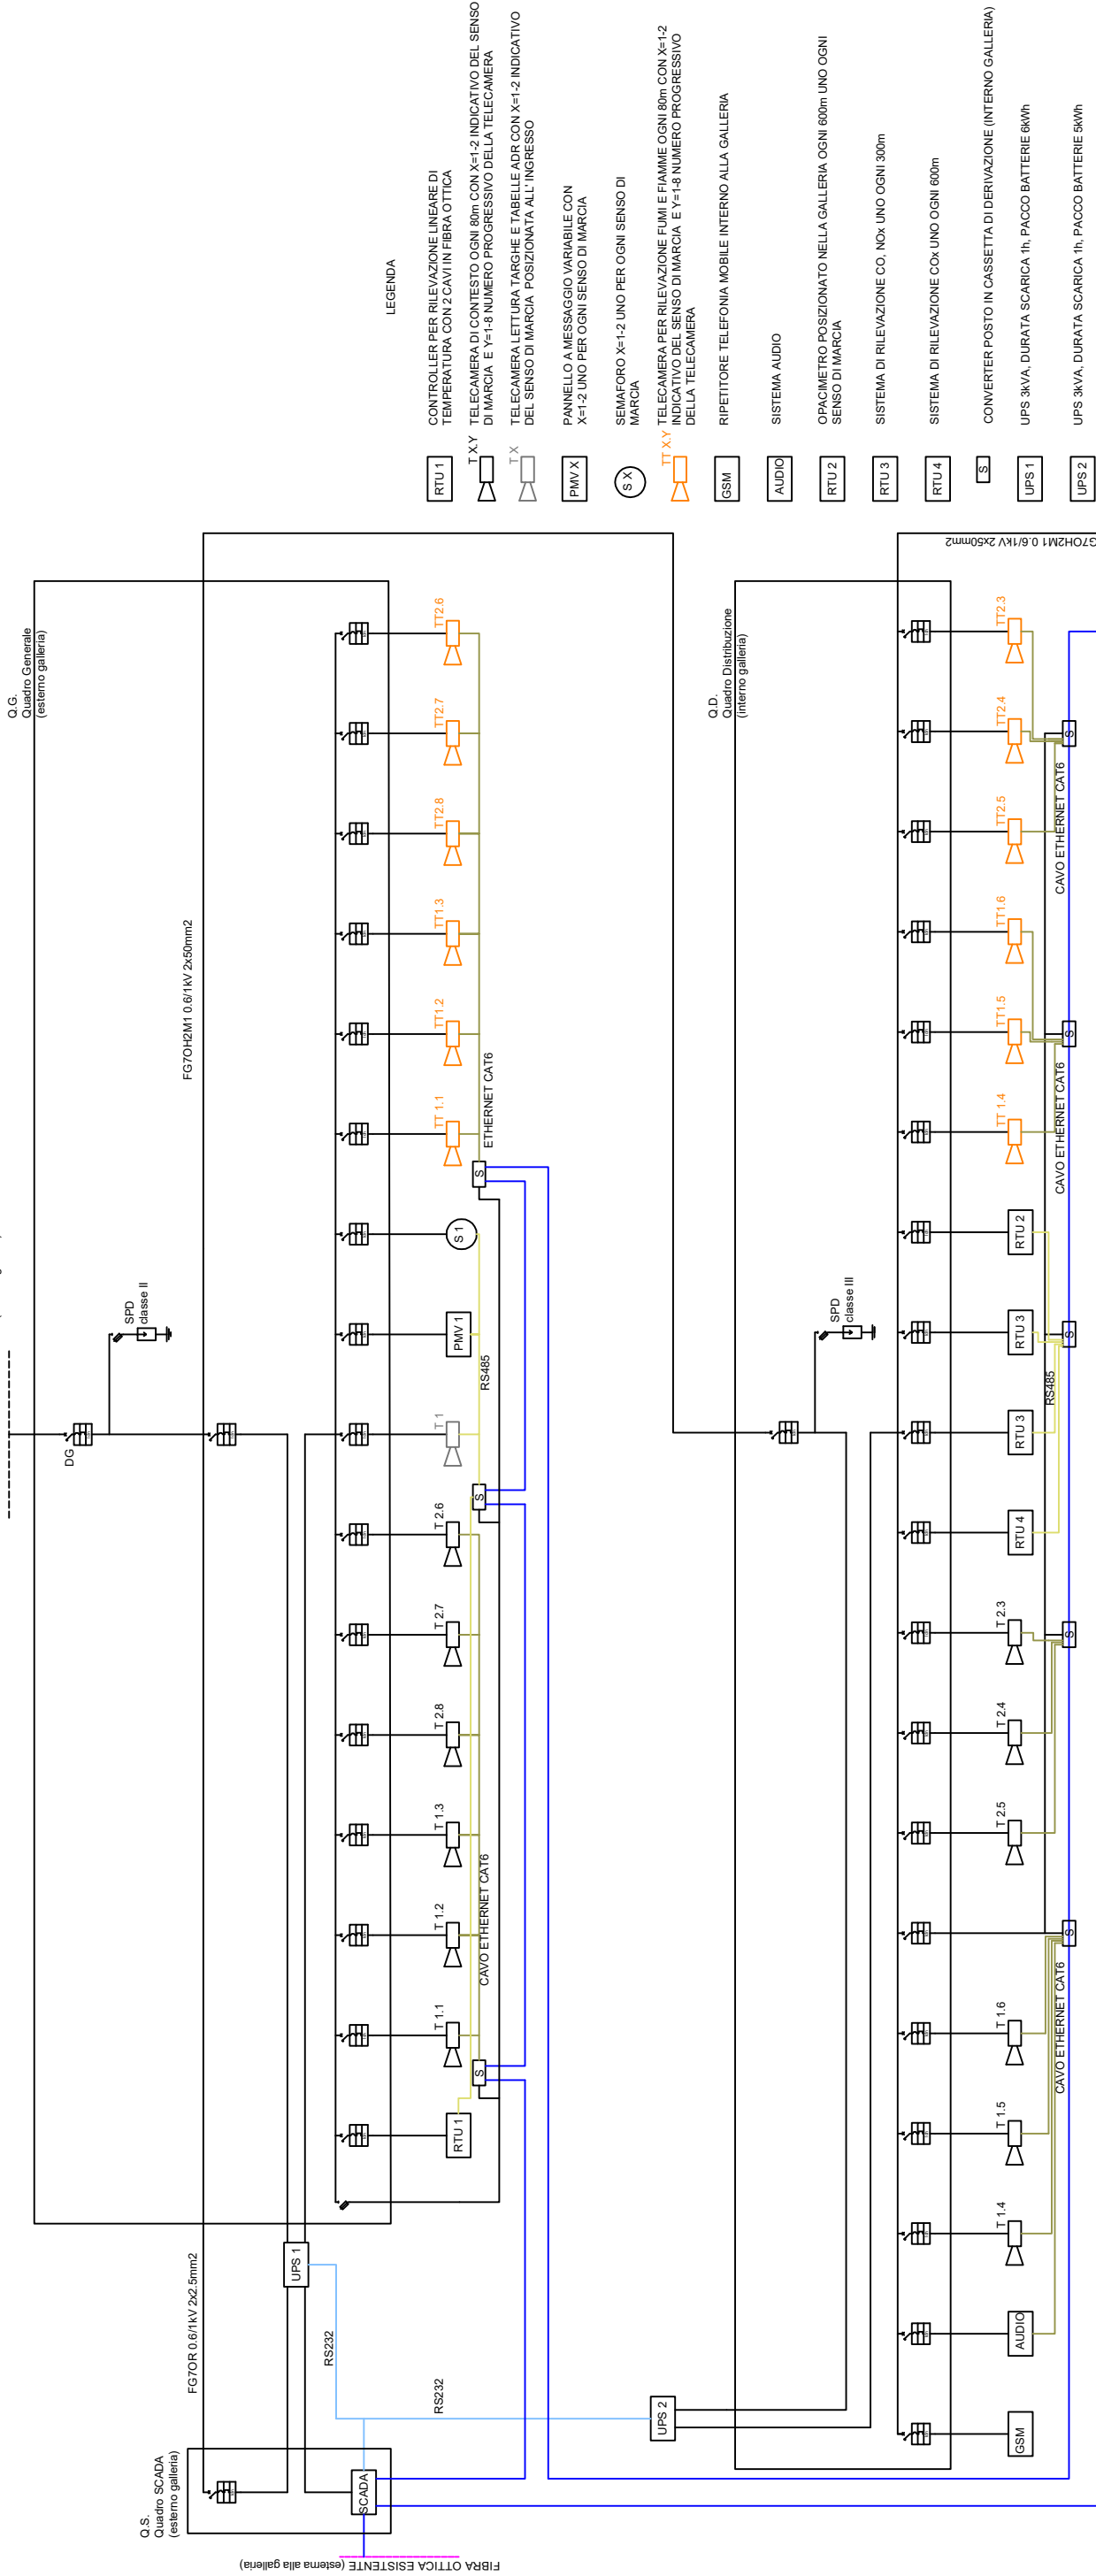 Q.G.
Quadro Generale
(esterno galleria)
DG
SPD
classe II
FG7OH2M1 0.6/1kV 2x50mm2
Q.S.
Quadro SCADA
(esterno galleria)
FG7OR 0.6/1kV 2x2.5mm2
UPS 1
RS232
RS232
SCADA
FIBRA OTTICA ESISTENTE (esterna alla galleria)
RTU 1
T 1.1
T 1.2
T 1.3
T 2.8
T 2.7
T 2.6
T 1
PMV 1
S 1
TT 1.1
TT1.2
TT1.3
TT2.8
TT2.7
TT2.6
S
CAVO ETHERNET CAT6
S
RS485
S
ETHERNET CAT6
UPS 2
Q.D.
Quadro Distribuzione
(interno galleria)
SPD
classe III
G7OH2M1 0.6/1kV 2x50mm2
GSM
AUDIO
T 1.4
T 1.5
T 1.6
T 2.5
T 2.4
T 2.3
RTU 4
RTU 3
RTU 3
RTU 2
TT 1.4
TT1.5
TT1.6
TT2.5
TT2.4
TT2.3
CAVO ETHERNET CAT6
S
S
RS485
S
CAVO ETHERNET CAT6
S
CAVO ETHERNET CAT6
S
LEGENDA
RTU 1
CONTROLLER PER RILEVAZIONE LINEARE DI
TEMPERATURA CON 2 CAVI IN FIBRA OTTICA
T X.Y
TELECAMERA DI CONTESTO OGNI 80m CON X=1-2 INDICATIVO DEL SENSO
DI MARCIA E Y=1-8 NUMERO PROGRESSIVO DELLA TELECAMERA
T X
TELECAMERA LETTURA TARGHE E TABELLE ADR CON X=1-2 INDICATIVO
DEL SENSO DI MARCIA POSIZIONATA ALL' INGRESSO
PMV X
PANNELLO A MESSAGGIO VARIABILE CON
X=1-2 UNO PER OGNI SENSO DI MARCIA
S X
SEMAFORO X=1-2 UNO PER OGNI SENSO DI
MARCIA
TT X.Y
TELECAMERA PER RILEVAZIONE FUMI E FIAMME OGNI 80m CON X=1-2
INDICATIVO DEL SENSO DI MARCIA E Y=1-8 NUMERO PROGRESSIVO
DELLA TELECAMERA
GSM
RIPETITORE TELEFONIA MOBILE INTERNO ALLA GALLERIA
AUDIO
SISTEMA AUDIO
RTU 2
OPACIMETRO POSIZIONATO NELLA GALLERIA OGNI 600m UNO OGNI
SENSO DI MARCIA
RTU 3
SISTEMA DI RILEVAZIONE CO, NOx UNO OGNI 300m
RTU 4
SISTEMA DI RILEVAZIONE COx UNO OGNI 600m
S
CONVERTER POSTO IN CASSETTA DI DERIVAZIONE (INTERNO GALLERIA)
UPS 1
UPS 3kVA, DURATA SCARICA 1h, PACCO BATTERIE 6kWh
UPS 2
UPS 3kVA, DURATA SCARICA 1h, PACCO BATTERIE 5kWh